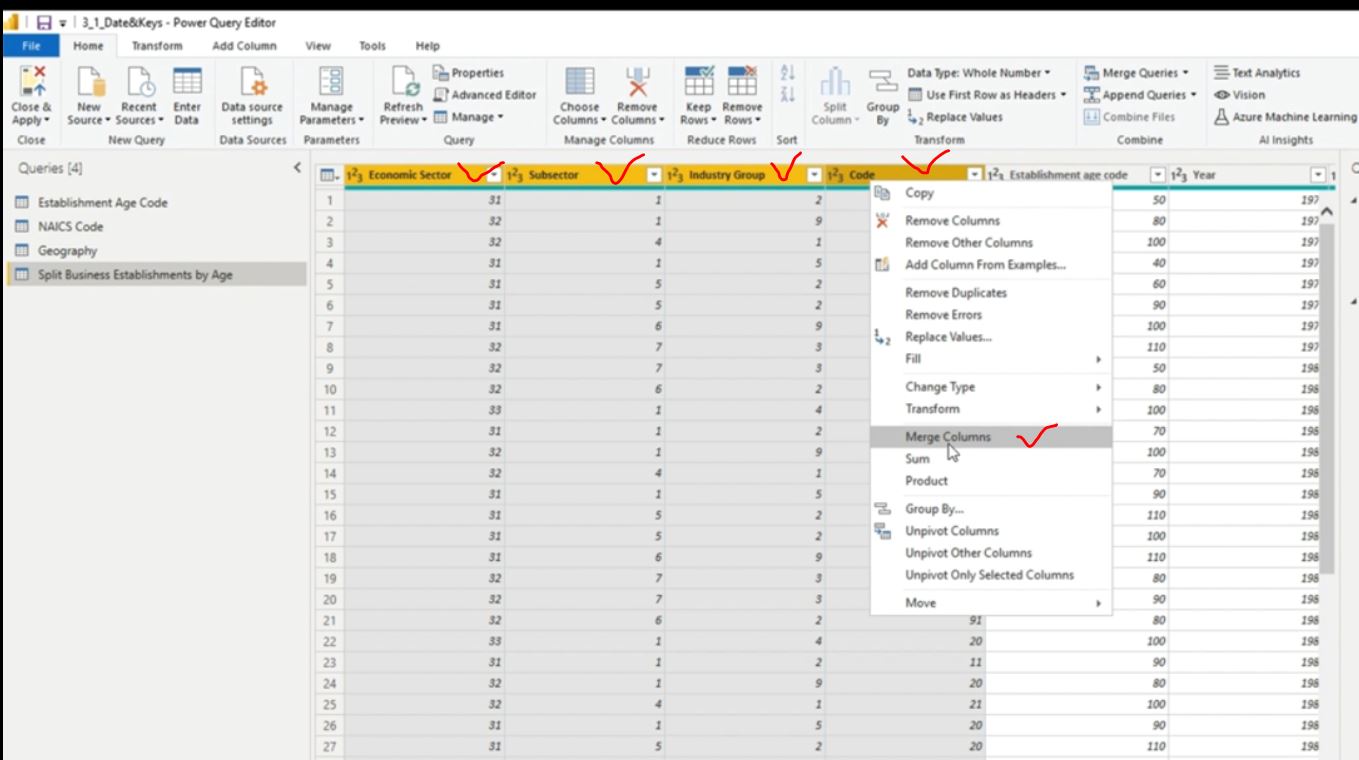 3_1_Date&Keys - Power Query Editor
File Home Transform Add Column View Tools Help
Close & Apply
New Source
Recent Sources
Enter Data
Data source settings
Manage Parameters
Refresh Preview
Properties
Advanced Editor
Manage
Choose Columns
Remove Columns
Keep Rows
Remove Rows
Split Column
Group By
Data Type: Whole Number
Use First Row as Headers
Replace Values
Merge Queries
Append Queries
Combine Files
Text Analytics
Vision
Azure Machine Learning
Close New Query Data Sources Parameters Query Manage Columns Reduce Rows Sort Transform Combine AI Insights
Queries [4]
Establishment Age Code
NAICS Code
Geography
Split Business Establishments by Age
Economic Sector Subsector Industry Group Code Establishment age code Year
1 31 1 2 50 197
2 32 1 9 80 197
3 32 4 1 100 197
4 31 1 5 40 197
5 31 5 2 60 197
6 31 5 2 90 197
7 31 6 9 100 197
8 32 7 3 110 197
9 32 7 3 50 198
10 32 6 2 80 198
11 33 1 4 100 198
12 31 1 2 70 198
13 32 1 9 100 198
14 32 4 1 70 198
15 31 1 5 90 198
16 31 5 2 110 198
17 31 5 2 100 198
18 31 6 9 110 198
19 32 7 3 80 198
20 32 7 3 90 198
21 32 6 2 91 80 198
22 33 1 4 20 100 198
23 31 1 2 11 90 198
24 32 1 9 20 80 198
25 32 4 1 21 100 198
26 31 1 5 20 90 198
27 31 5 2 20 110 198
Copy
Remove Columns
Remove Other Columns
Add Column From Examples...
Remove Duplicates
Remove Errors
Replace Values...
Fill
Change Type
Transform
Merge Columns
Sum
Product
Group By...
Unpivot Columns
Unpivot Other Columns
Unpivot Only Selected Columns
Move